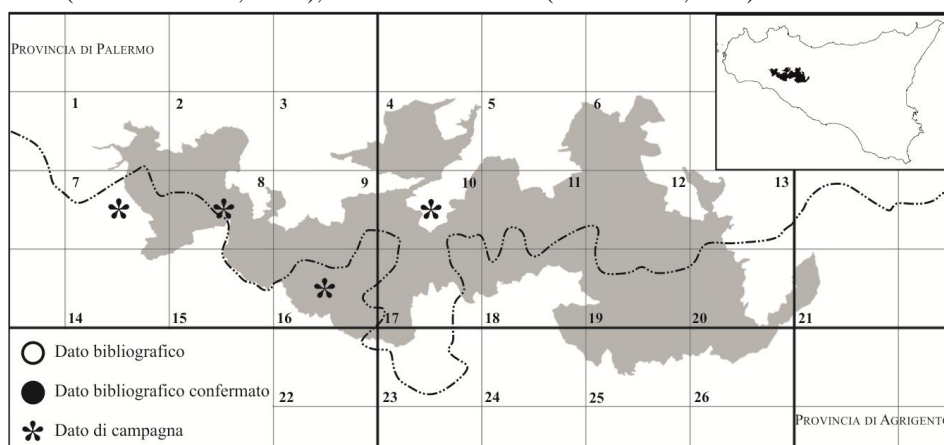 PROVINCIA DI PALERMO
1 2 3 4 5 6
7 8 9 10 11 12 13
14 15 16 17 18 19 20 21
Dato bibliografico
Dato bibliografico confermato
22 23 24 25 26
Dato di campagna
PROVINCIA DI AGRIGENTO